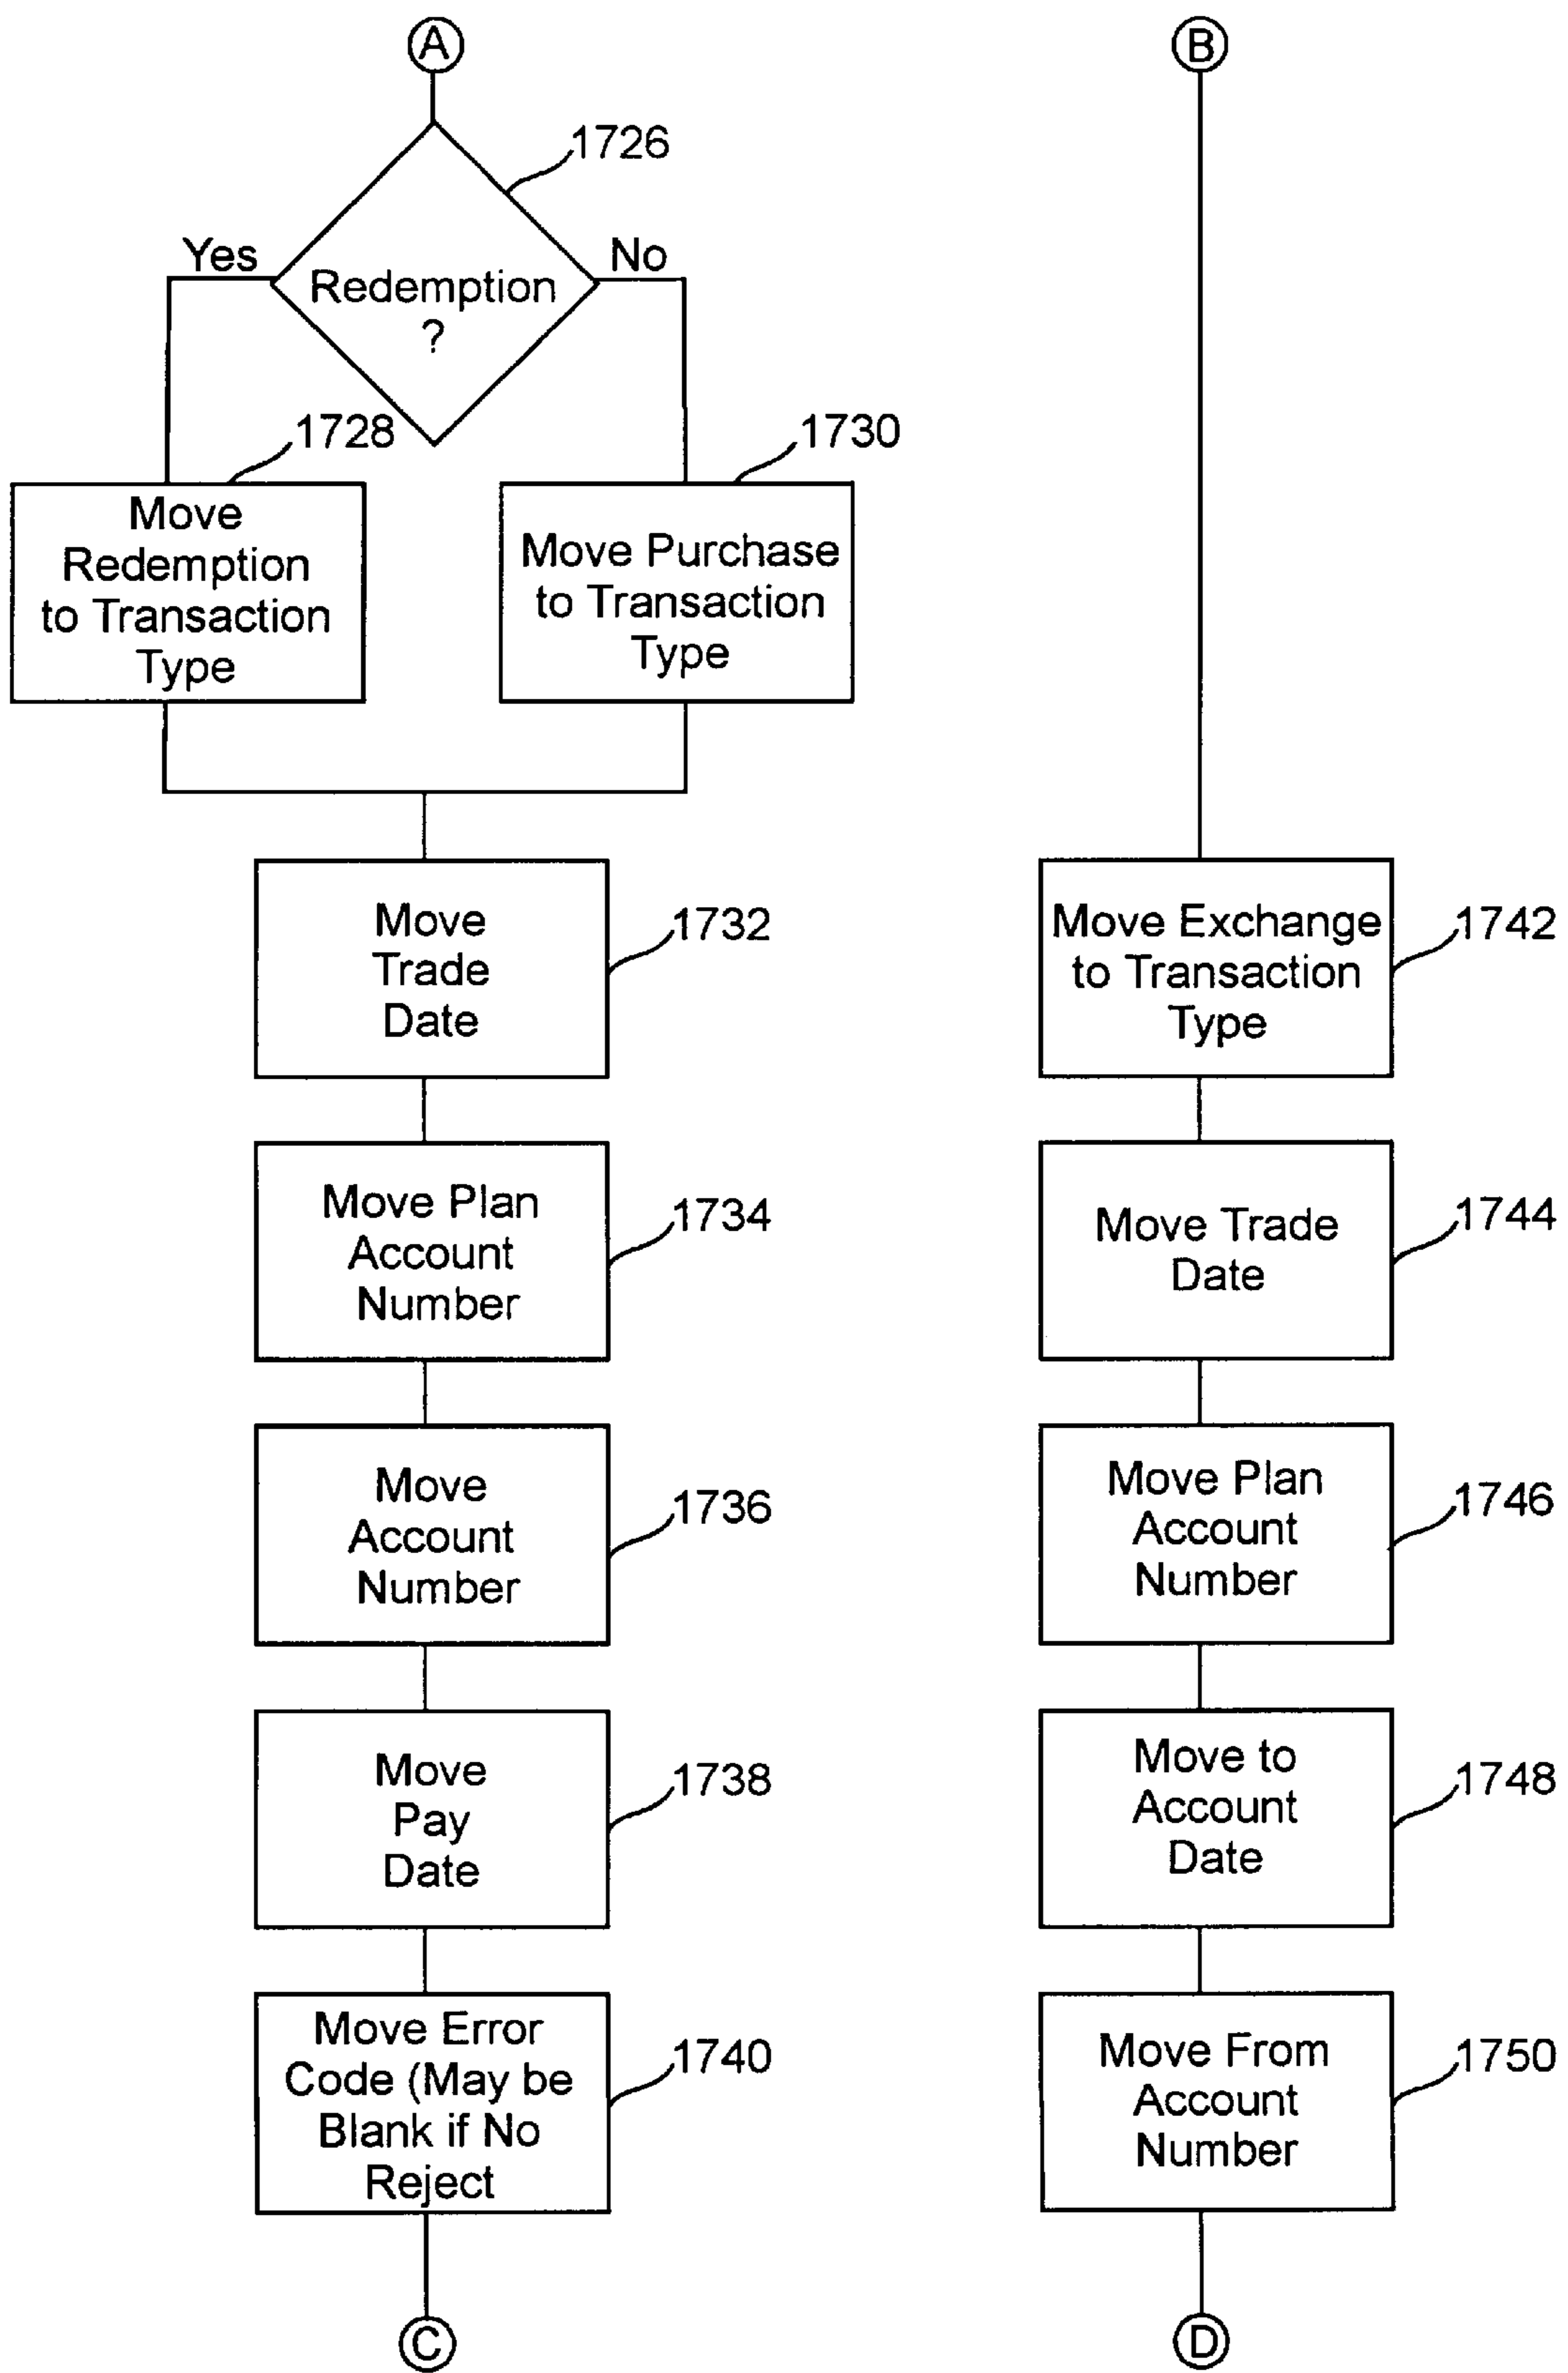 A
1726
Yes
No
Redemption
?
1728
Move
Redemption
to Transaction
Type
1730
Move Purchase
to Transaction
Type
Move
Trade
Date
1732
Move Plan
Account
Number
1734
Move
Account
Number
1736
Move
Pay
Date
1738
Move Error
Code (May be
Blank if No
Reject
1740
C
B
Move Exchange
to Transaction
Type
1742
Move Trade
Date
1744
Move Plan
Account
Number
1746
Move to
Account
Date
1748
Move From
Account
Number
1750
D